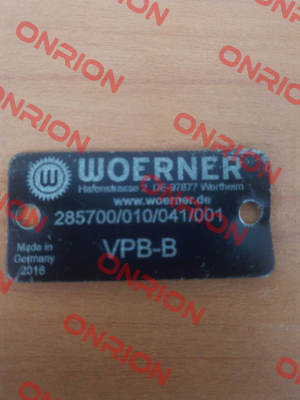 ONRION
WOERNER
Hafenstrasse 2, DE-97877 Wertheim
www.woerner.de
285700/010/041/001
Made in
Germany
2016
VPB-B